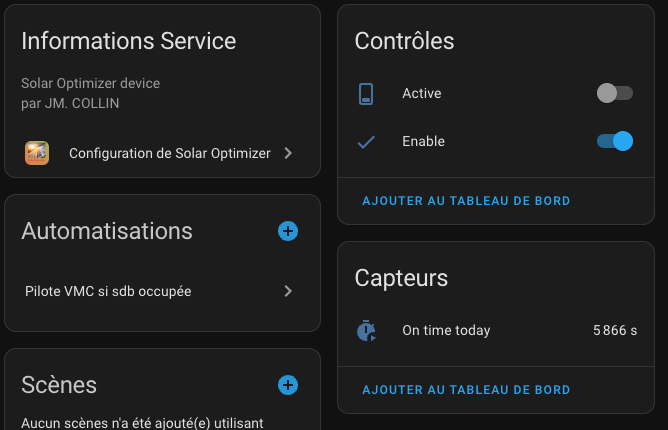 Informations Service
Solar Optimizer device
par JM. COLLIN
Configuration de Solar Optimizer
Automatisations
Pilote VMC si sdb occupée
Scènes
Aucun scènes n'a été ajouté(e) utilisant
Contrôles
Active
Enable
AJOUTER AU TABLEAU DE BORD
Capteurs
On time today 5 866 s
AJOUTER AU TABLEAU DE BORD